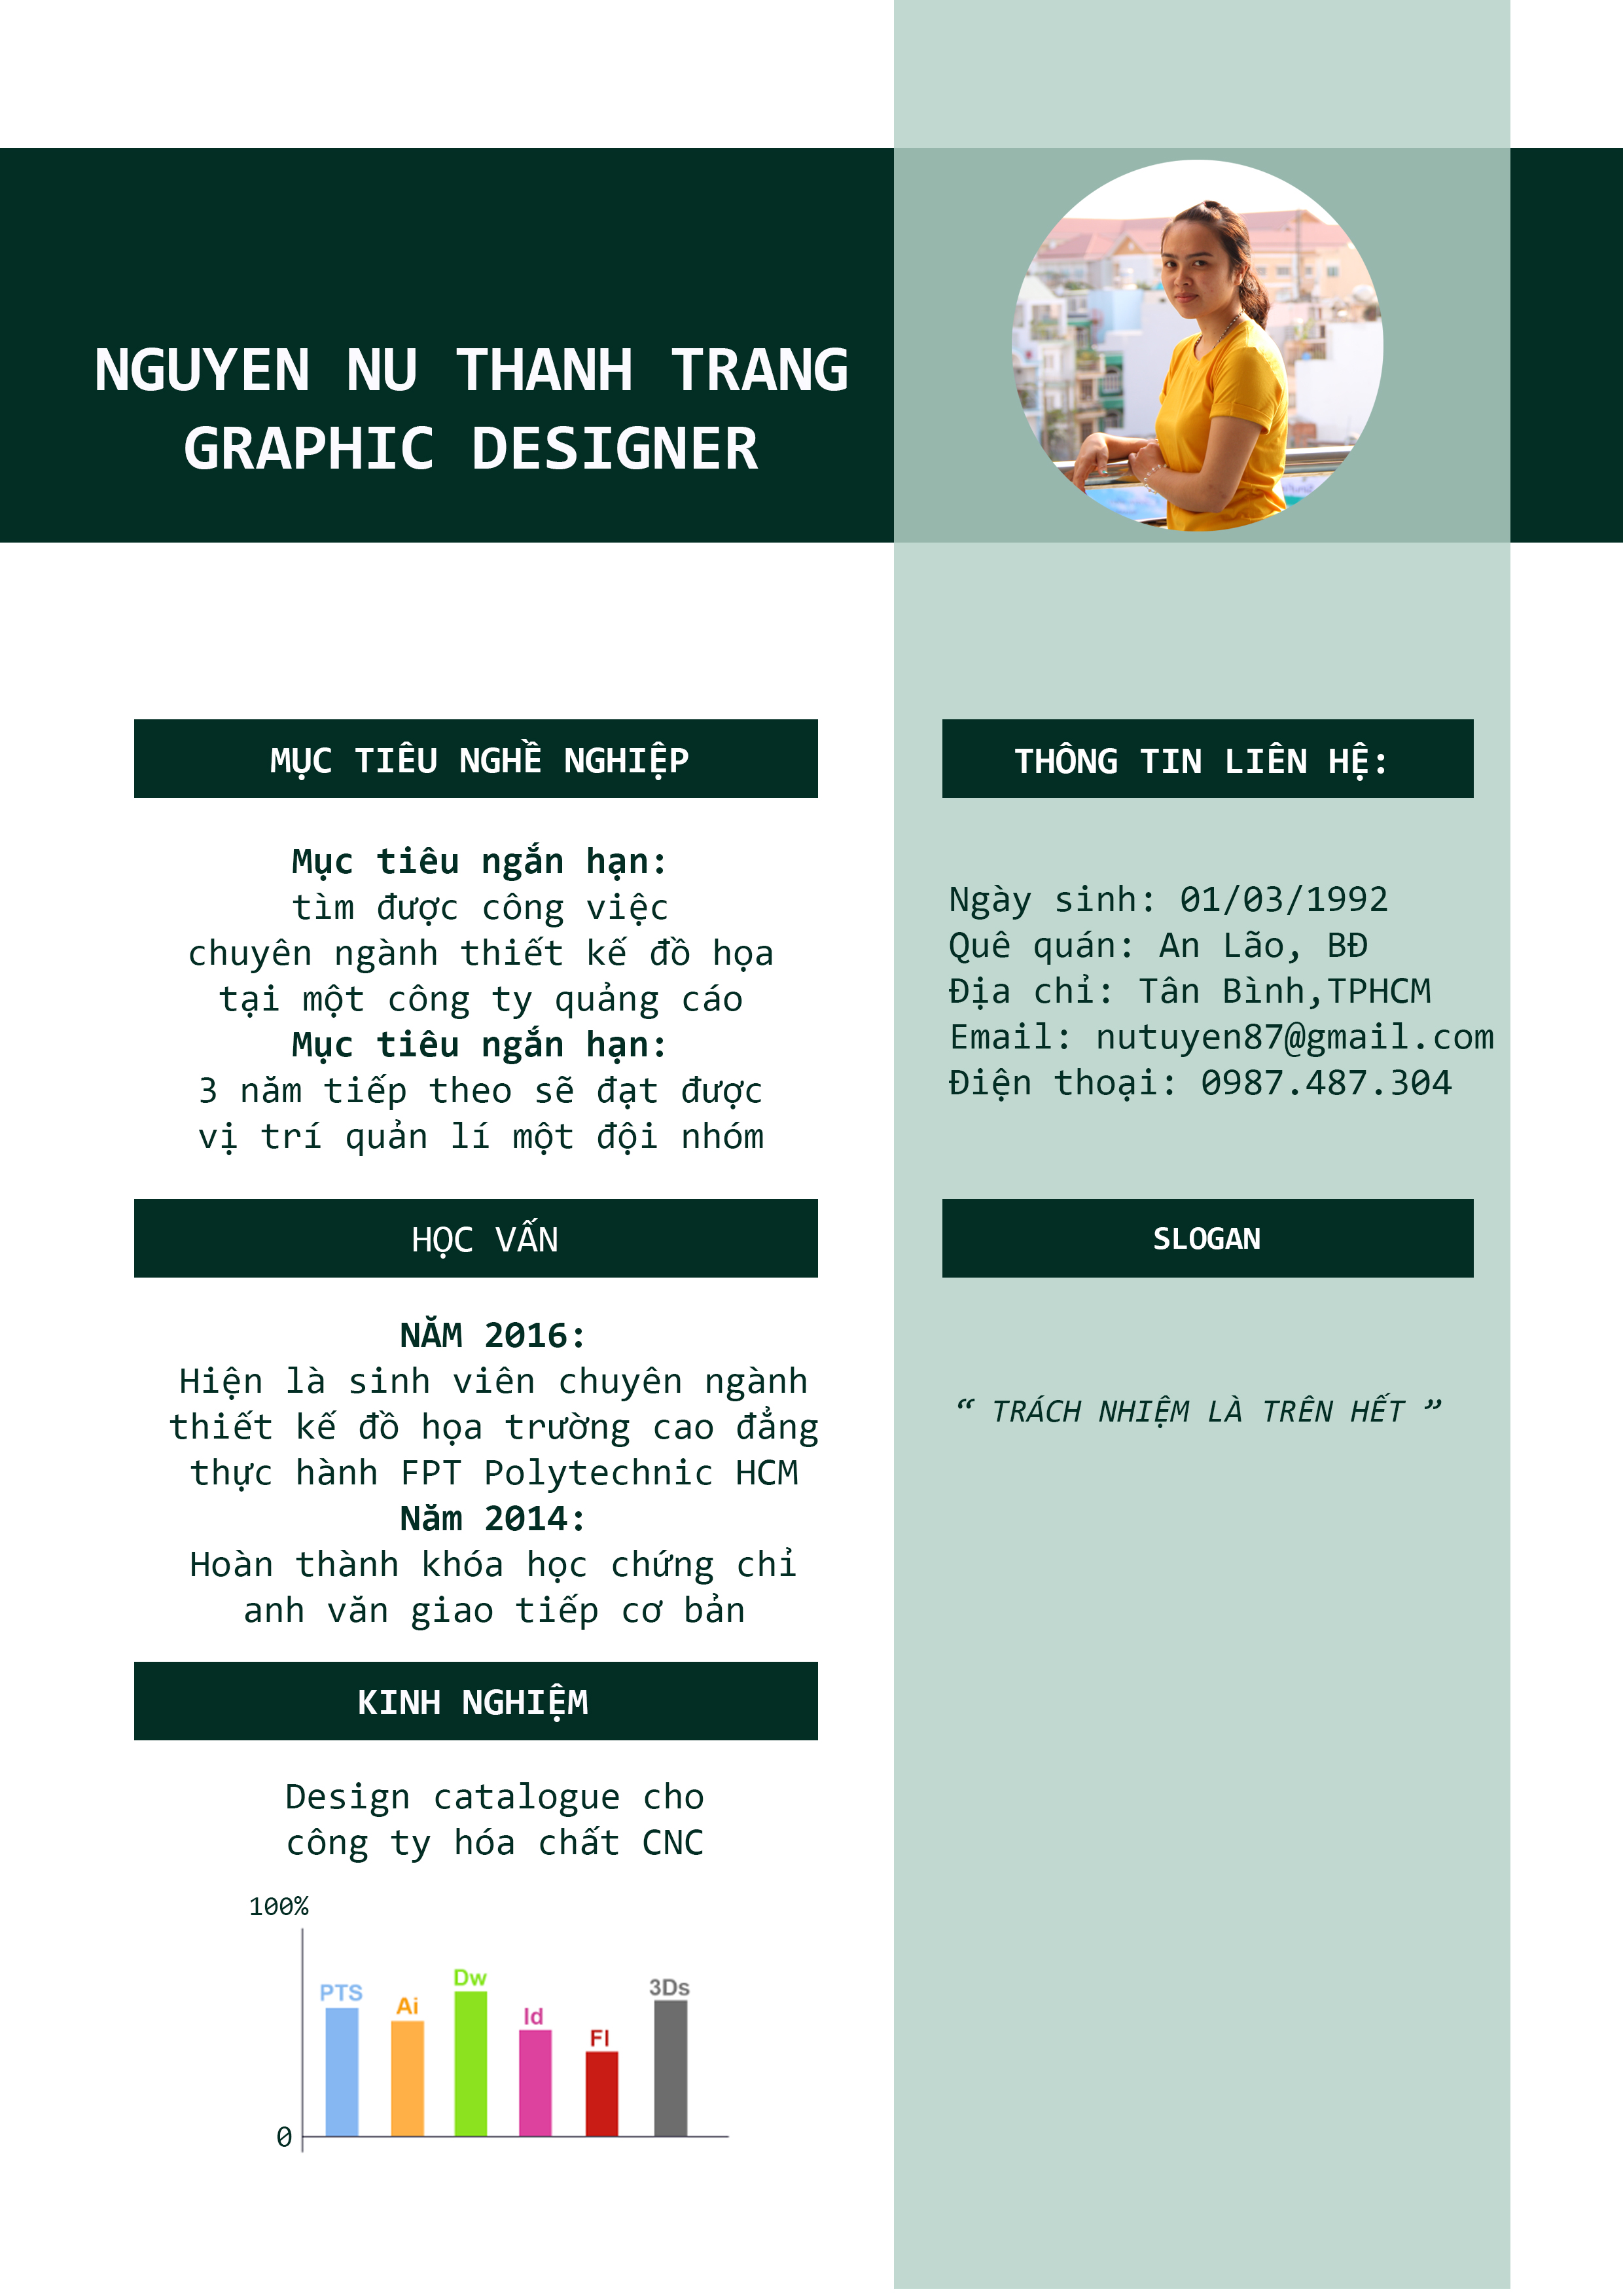 NGUYEN NU THANH TRANG
GRAPHIC DESIGNER
MỤC TIÊU NGHỀ NGHIỆP
Mục tiêu ngắn hạn:
tìm được công việc
chuyên ngành thiết kế đồ họa
tại một công ty quảng cáo
Mục tiêu ngắn hạn:
3 năm tiếp theo sẽ đạt được
vị trí quản lí một đội nhóm
HỌC VẤN
NĂM 2016:
Hiện là sinh viên chuyên ngành
thiết kế đồ họa trường cao đẳng
thực hành FPT Polytechnic HCM
Năm 2014:
Hoàn thành khóa học chứng chỉ
anh văn giao tiếp cơ bản
KINH NGHIỆM
Design catalogue cho
công ty hóa chất CNC
100%
PTS
Ai
Dw
Id
Fl
3Ds
0
THÔNG TIN LIÊN HỆ:
Ngày sinh: 01/03/1992
Quê quán: An Lão, BĐ
Địa chỉ: Tân Bình,TPHCM
Email: nutuyen87@gmail.com
Điện thoại: 0987.487.304
SLOGAN
“ TRÁCH NHIỆM LÀ TRÊN HẾT ”